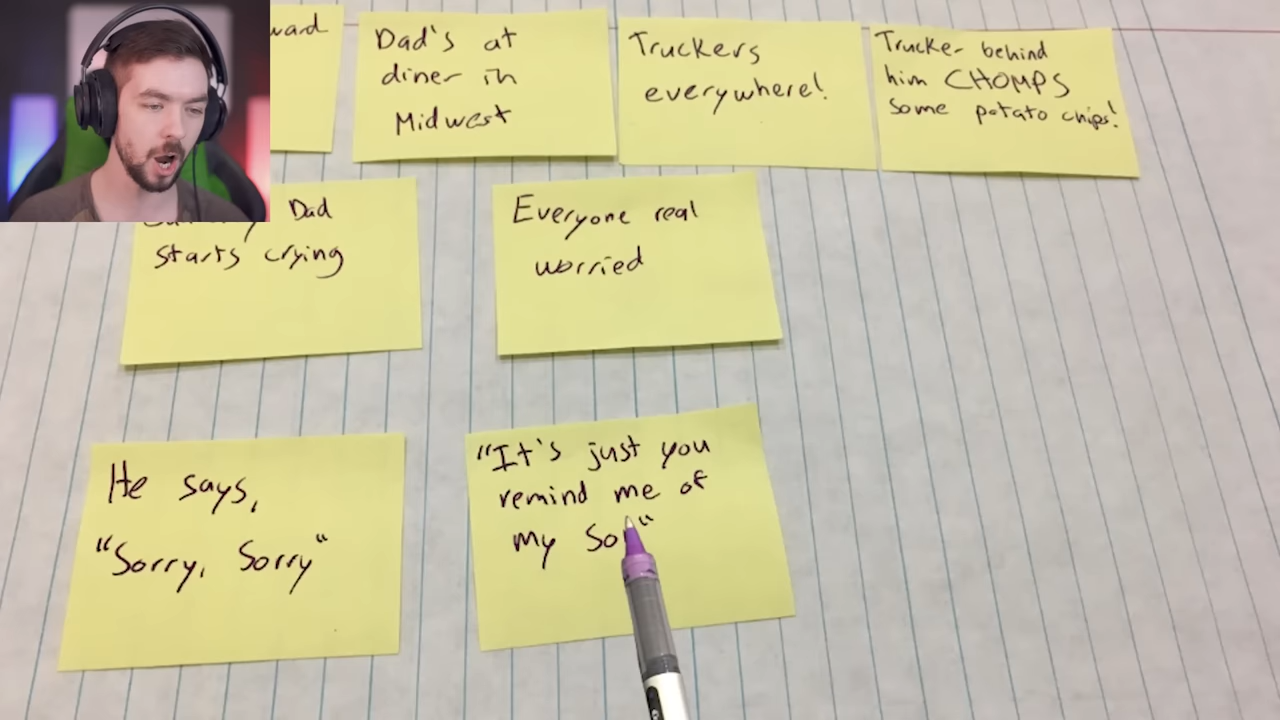 ward
Dad's at
diner in
Midwest
Truckers
everywhere!
Trucker behind
him CHOMPS
some potato chips!
Dad
starts crying
Everyone real
worried
He says,
"Sorry, Sorry"
"It's just you
remind me of
my